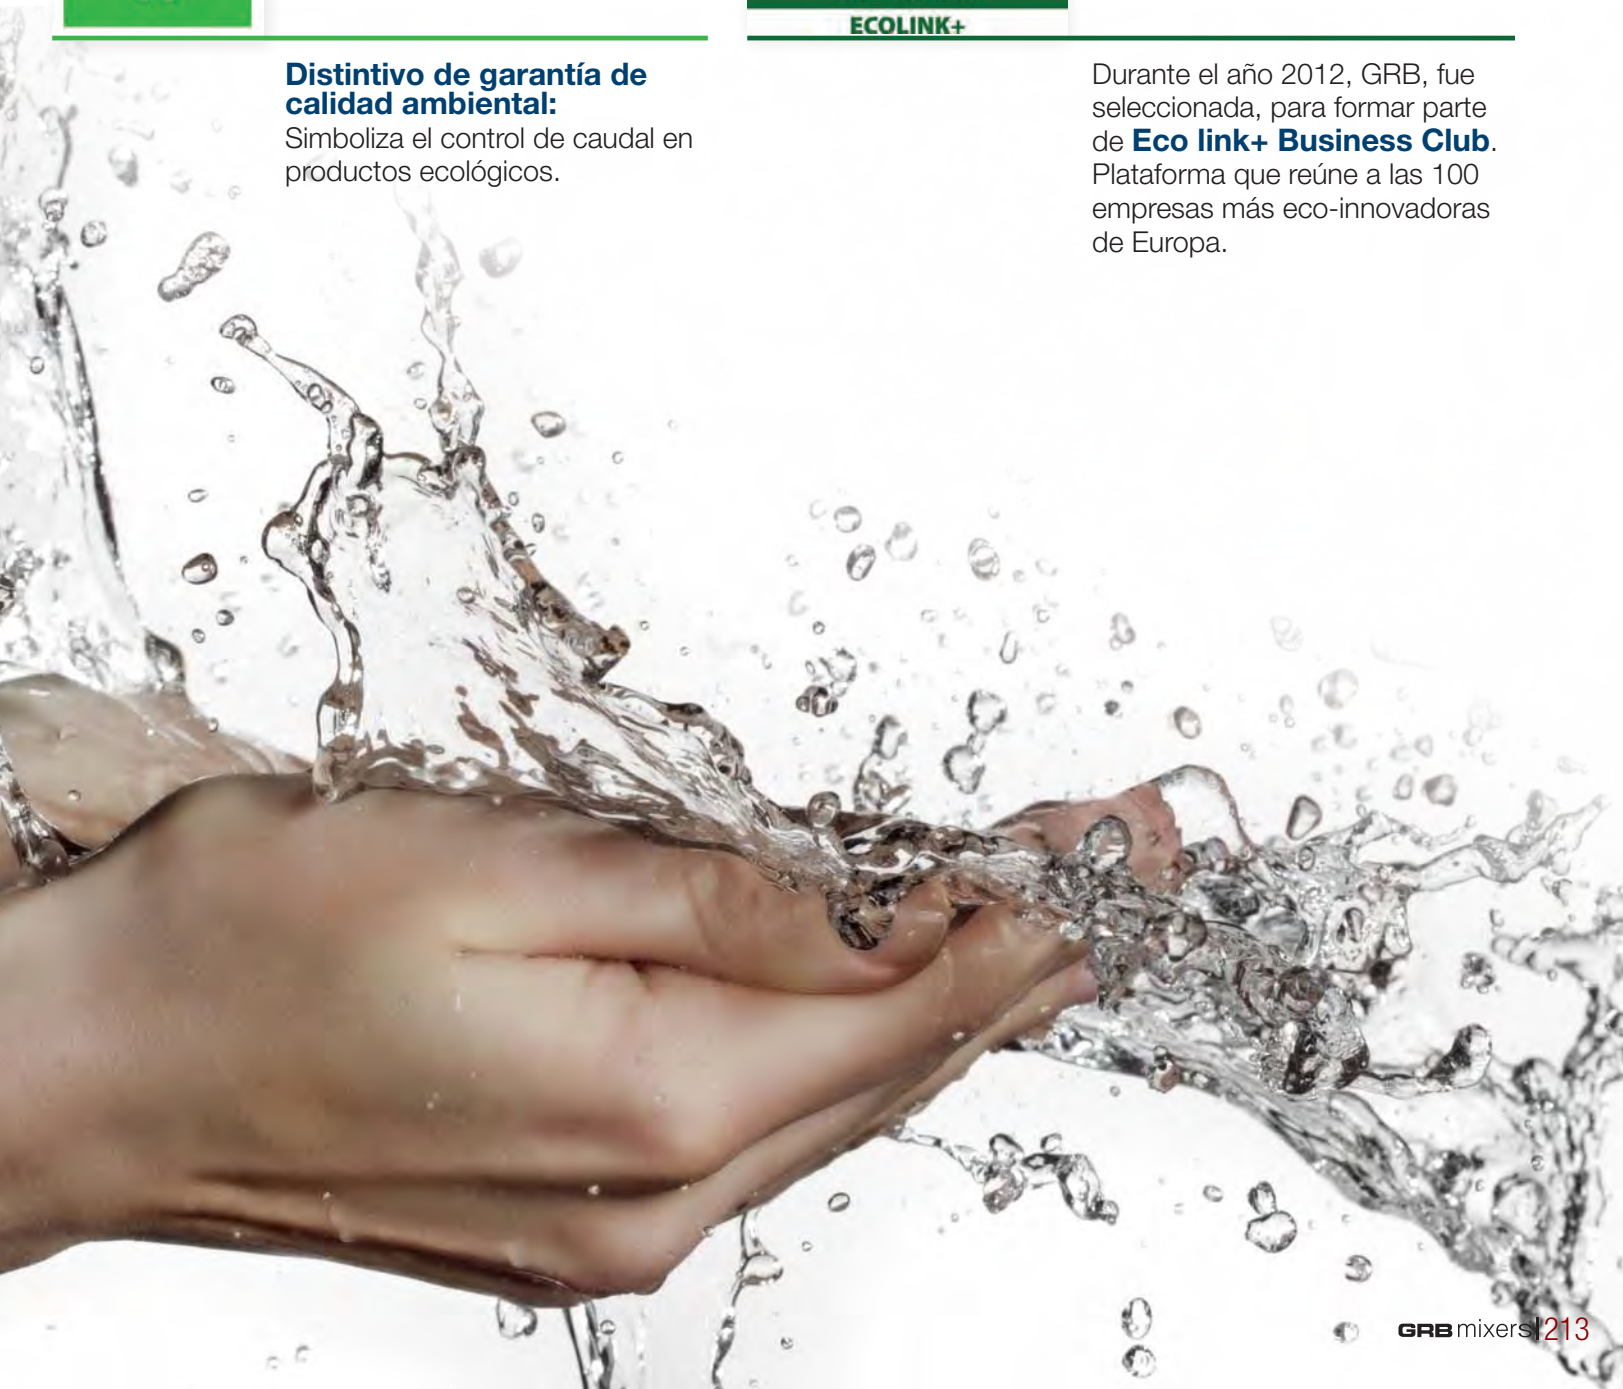 ECOLINK+
Distintivo de garantía de
calidad ambiental:
Simboliza el control de caudal en
productos ecológicos.
Durante el año 2012, GRB, fue
seleccionada, para formar parte
de Eco link+ Business Club.
Plataforma que reúne a las 100
empresas más eco-innovadoras
de Europa.
GRB mixers|213